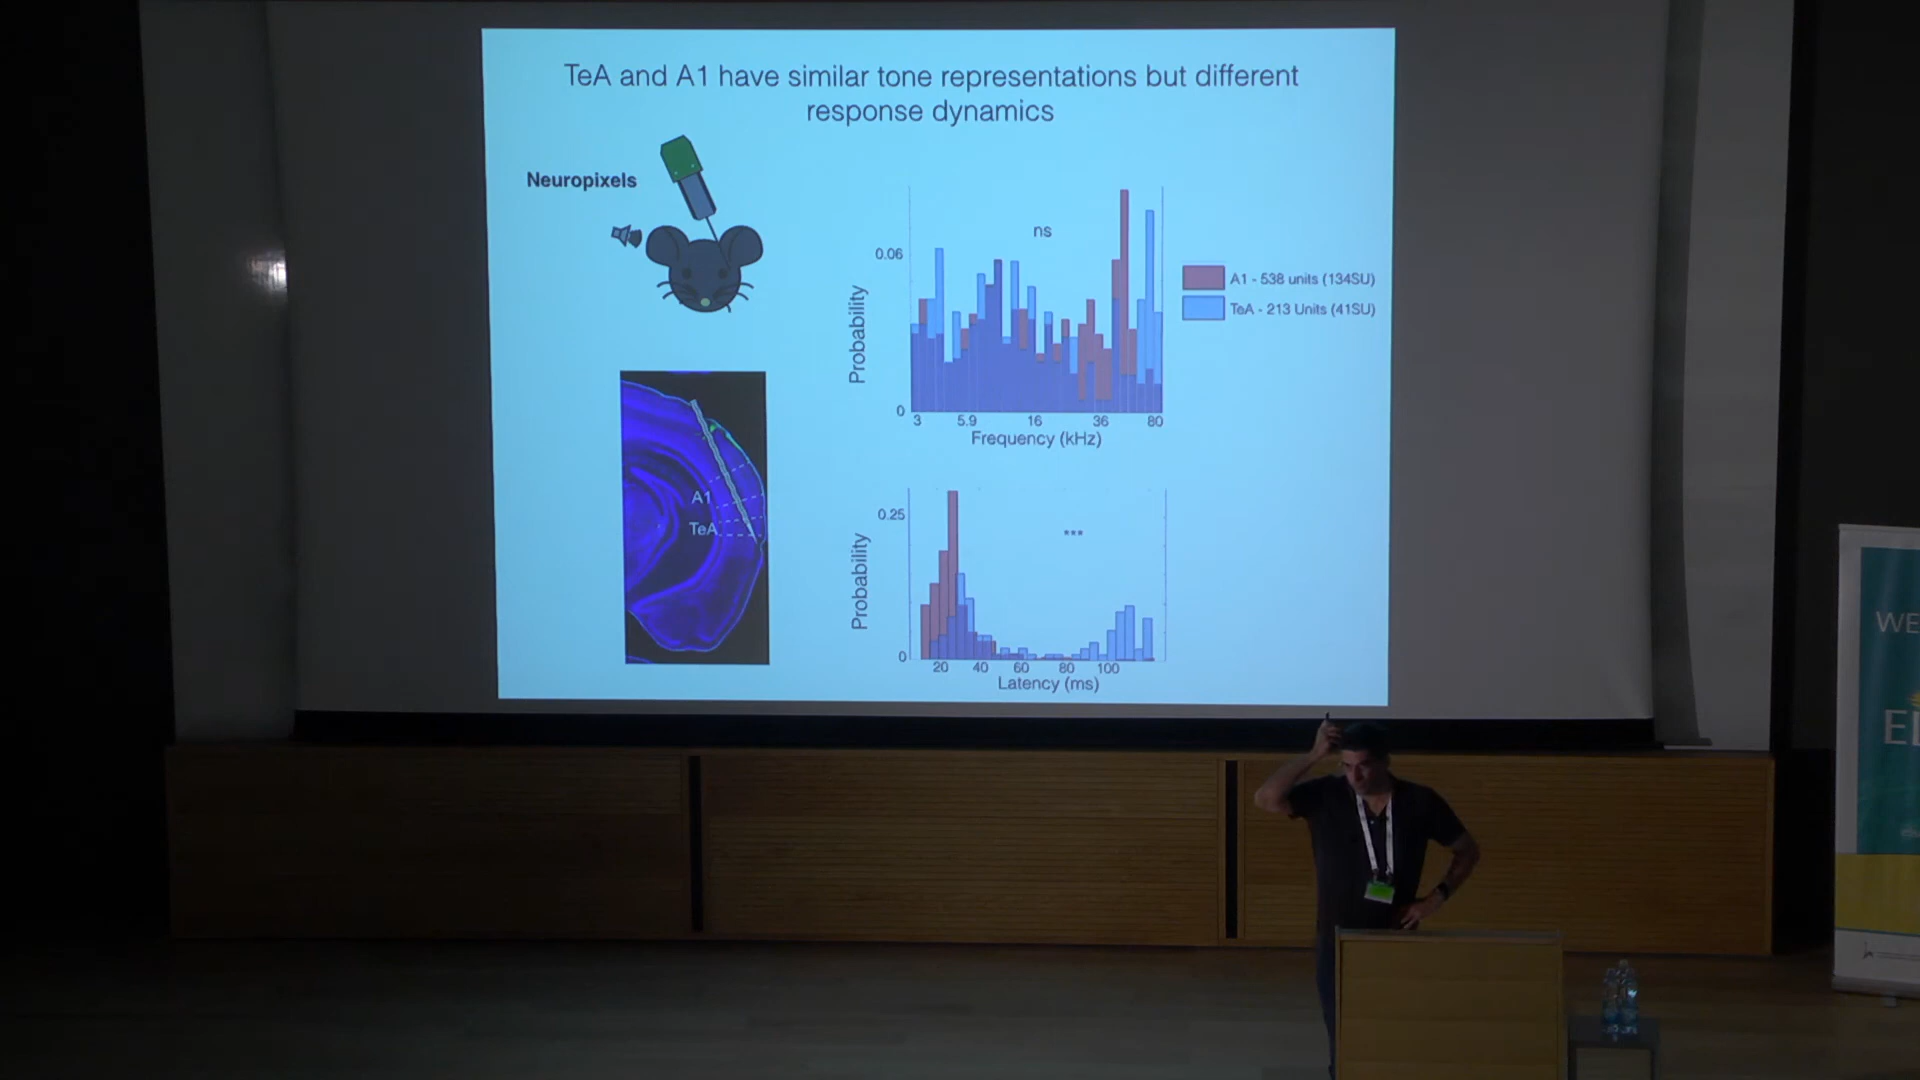 TeA and A1 have similar tone representations but different
response dynamics
Neuropixels
ns
0.06
Probability
0
3 5.9 16 36 80
Frequency (kHz)
A1 - 538 units (134SU)
TeA - 213 Units (41SU)
A1
TeA
***
0.25
Probability
0
20 40 60 80 100
Latency (ms)
WE